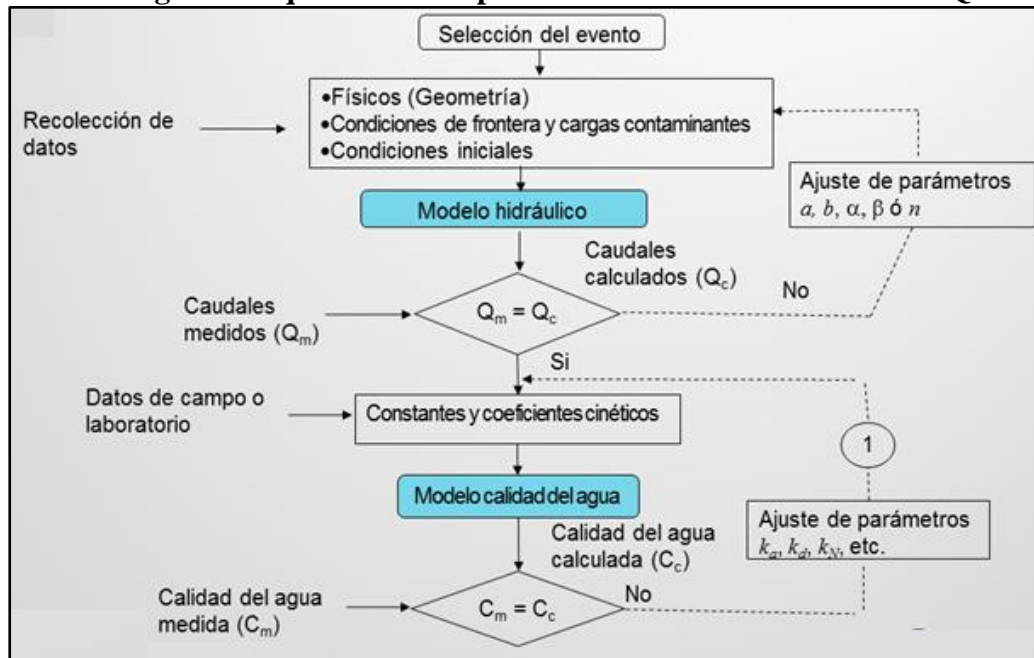 Selección del evento
•Físicos (Geometría)
•Condiciones de frontera y cargas contaminantes
•Condiciones iniciales
Recolección de
datos
Ajuste de parámetros
a, b, α, β ó n
Modelo hidráulico
Caudales
calculados (Qc)
No
Caudales
medidos (Qm)
Qm = Qc
Si
Datos de campo o
laboratorio
Constantes y coeficientes cinéticos
1
Modelo calidad del agua
Ajuste de parámetros
ka, kd, kN, etc.
Calidad del agua
calculada (Cc)
No
Calidad del agua
medida (Cm)
Cm = Cc